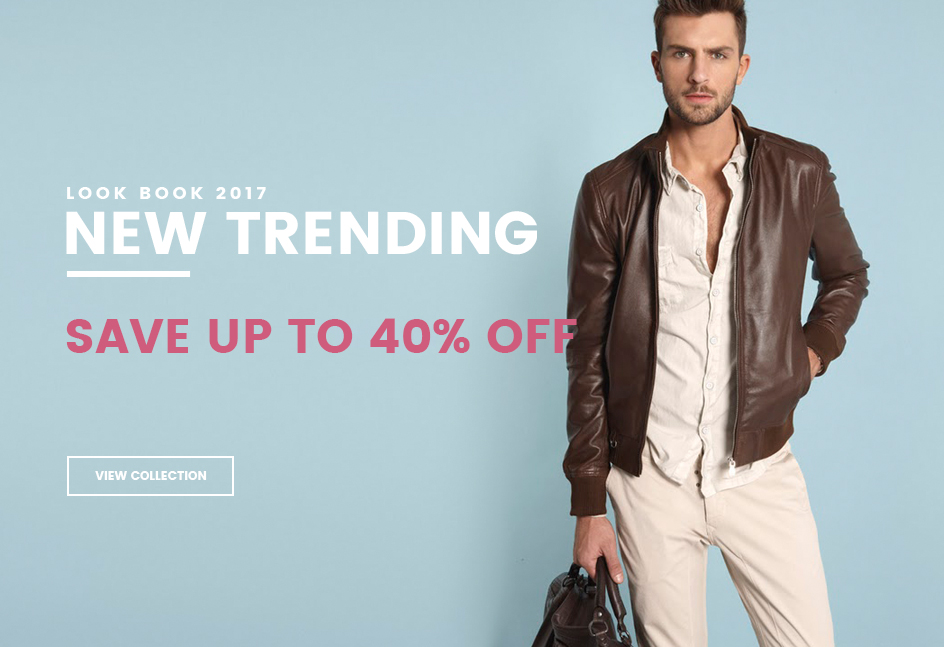 LOOK BOOK 2017
NEW TRENDING
SAVE UP TO 40% OFF
VIEW COLLECTION